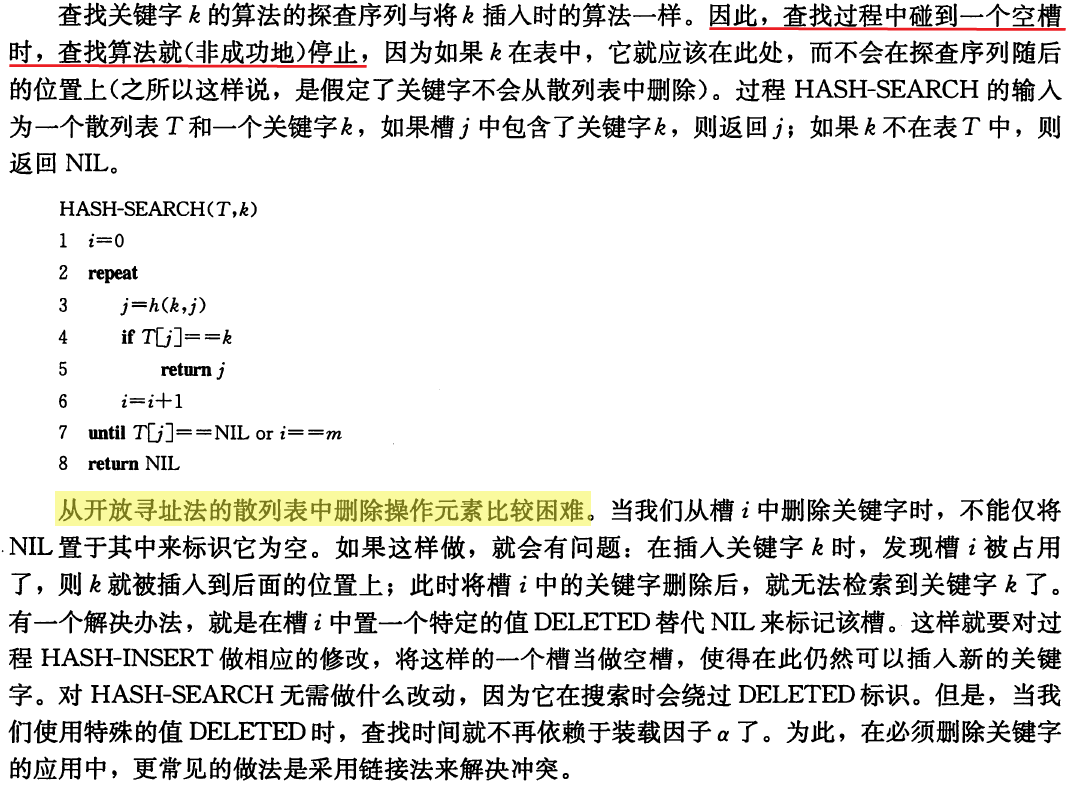 查找关键字 k 的算法的探查序列与将 k 插入时的算法一样。因此，查找过程中碰到一个空槽
时，查找算法就(非成功地)停止，因为如果 k 在表中，它就应该在此处，而不会在探查序列随后
的位置上(之所以这样说，是假定了关键字不会从散列表中删除)。过程 HASH-SEARCH 的输入
为一个散列表 T 和一个关键字 k，如果槽 j 中包含了关键字 k，则返回 j；如果 k 不在表 T 中，则
返回 NIL。
HASH-SEARCH(T,k)
1 i=0
2 repeat
3 j=h(k,j)
4 if T[j]==k
5 return j
6 i=i+1
7 until T[j]==NIL or i==m
8 return NIL
从开放寻址法的散列表中删除操作元素比较困难。当我们从槽 i 中删除关键字时，不能仅将
NIL 置于其中来标识它为空。如果这样做，就会有问题：在插入关键字 k 时，发现槽 i 被占用
了，则 k 就被插入到后面的位置上；此时将槽 i 中的关键字删除后，就无法检索到关键字 k 了。
有一个解决办法，就是在槽 i 中置一个特定的值 DELETED 替代 NIL 来标记该槽。这样就要对过
程 HASH-INSERT 做相应的修改，将这样的一个槽当做空槽，使得在此仍然可以插入新的关键
字。对 HASH-SEARCH 无需做什么改动，因为它在搜索时会绕过 DELETED 标识。但是，当我
们使用特殊的值 DELETED 时，查找时间就不再依赖于装载因子 α 了。为此，在必须删除关键字
的应用中，更常见的做法是采用链接法来解决冲突。